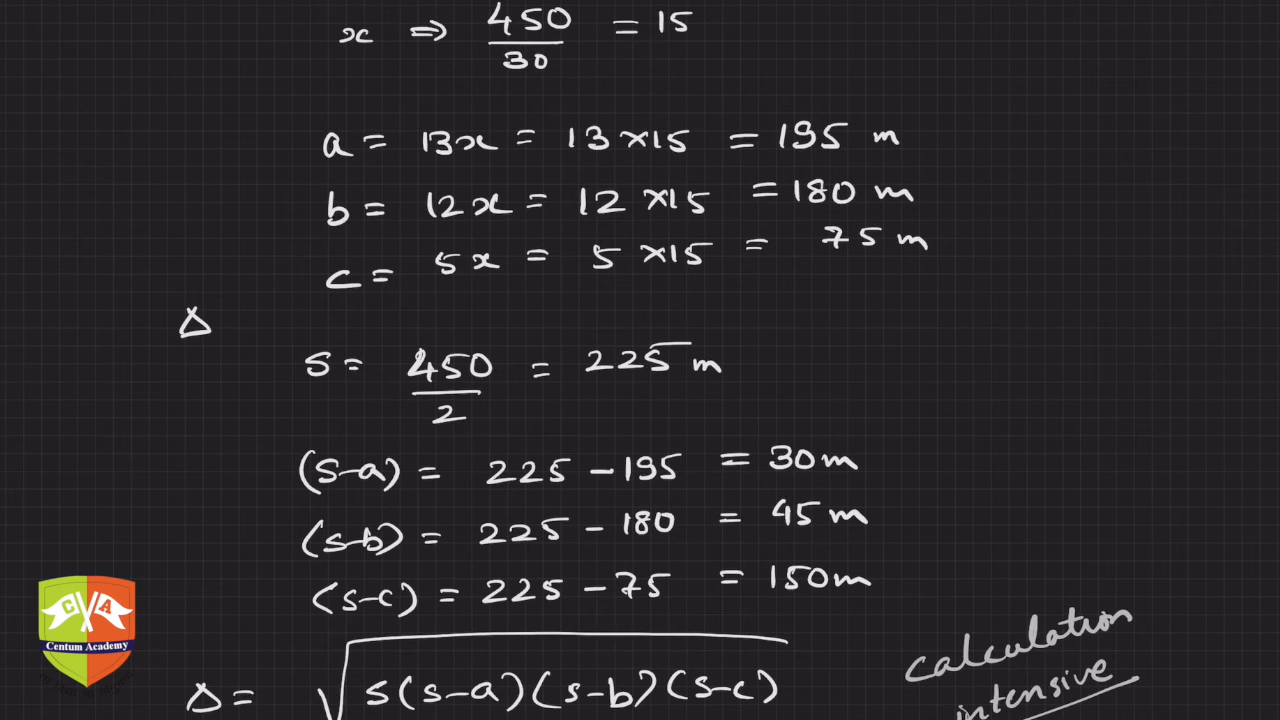 x ⇒ 450/30 = 15
a = 13x = 13×15 = 195 m
b = 12x = 12×15 = 180 m
c = 5x = 5×15 = 75 m
Δ
S = 450/2 = 225 m
(s-a) = 225 - 195 = 30m
(s-b) = 225 - 180 = 45 m
(s-c) = 225 - 75 = 150m
Δ = √s(s-a)(s-b)(s-c)
calculation
intensive
C A
Centum Academy